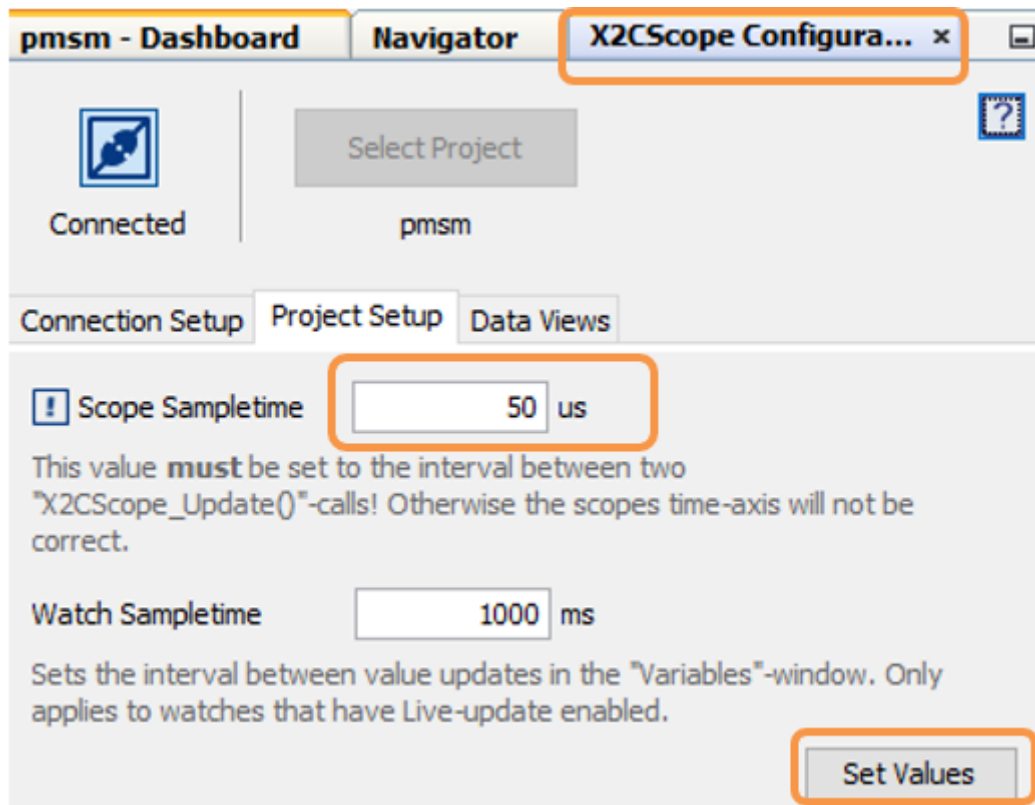 pmsm - Dashboard Navigator X2CScope Configura... ×
Select Project
?
Connected pmsm
Connection Setup Project Setup Data Views
! Scope Sampletime 50 us
This value must be set to the interval between two
"X2CScope_Update()"-calls! Otherwise the scopes time-axis will not be
correct.
Watch Sampletime 1000 ms
Sets the interval between value updates in the "Variables"-window. Only
applies to watches that have Live-update enabled.
Set Values